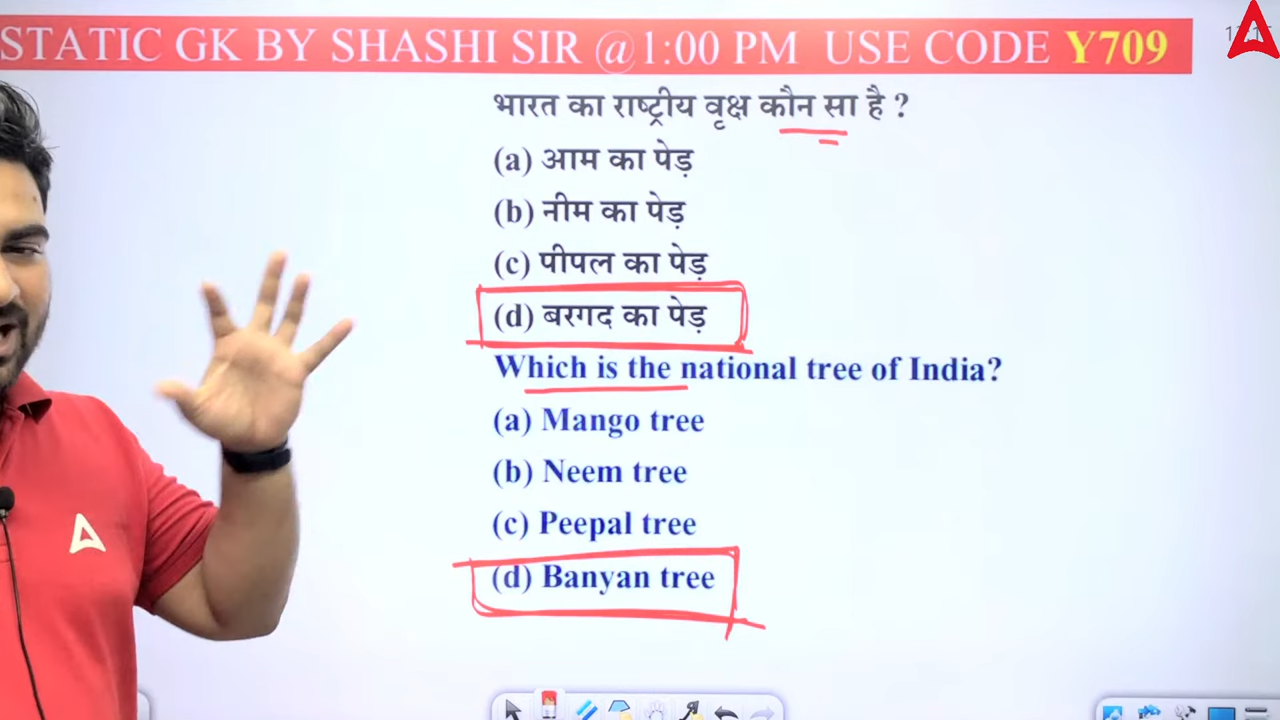 STATIC GK BY SHASHI SIR @1:00 PM USE CODE Y709
भारत का राष्ट्रीय वृक्ष कौन सा है ?
(a) आम का पेड़
(b) नीम का पेड़
(c) पीपल का पेड़
(d) बरगद का पेड़
Which is the national tree of India?
(a) Mango tree
(b) Neem tree
(c) Peepal tree
(d) Banyan tree